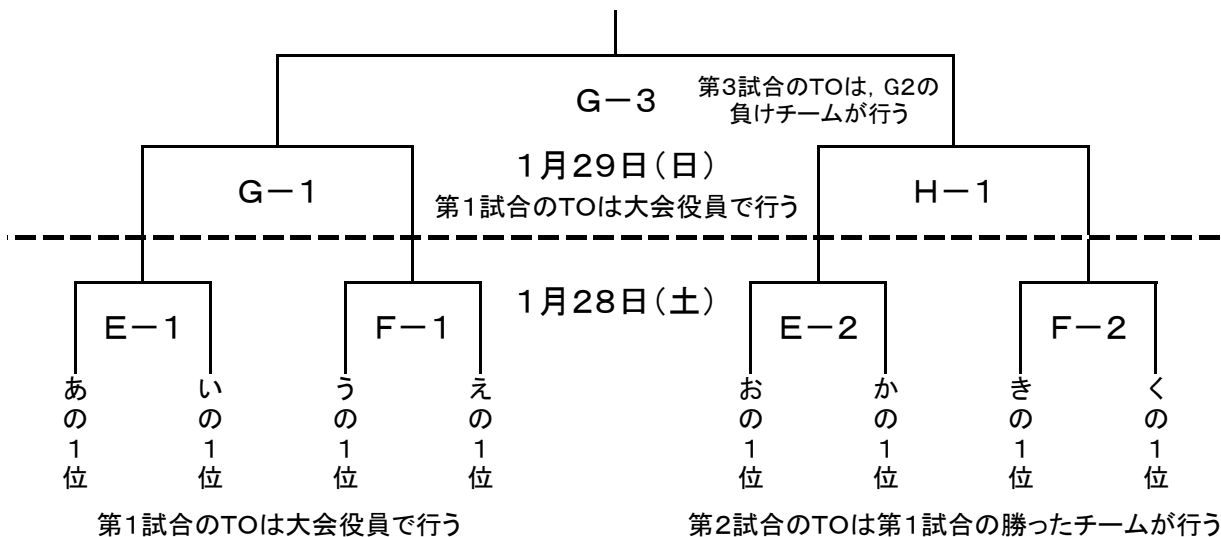 G－3
第3試合のTOは，G2の
負けチームが行う
1月29日（日）
G－1
H－1
第1試合のTOは大会役員で行う
1月28日（土）
E－1
F－1
E－2
F－2
あの1位
いの1位
うの1位
えの1位
おの1位
かの1位
きの1位
くの1位
第1試合のTOは大会役員で行う
第2試合のTOは第1試合の勝ったチームが行う